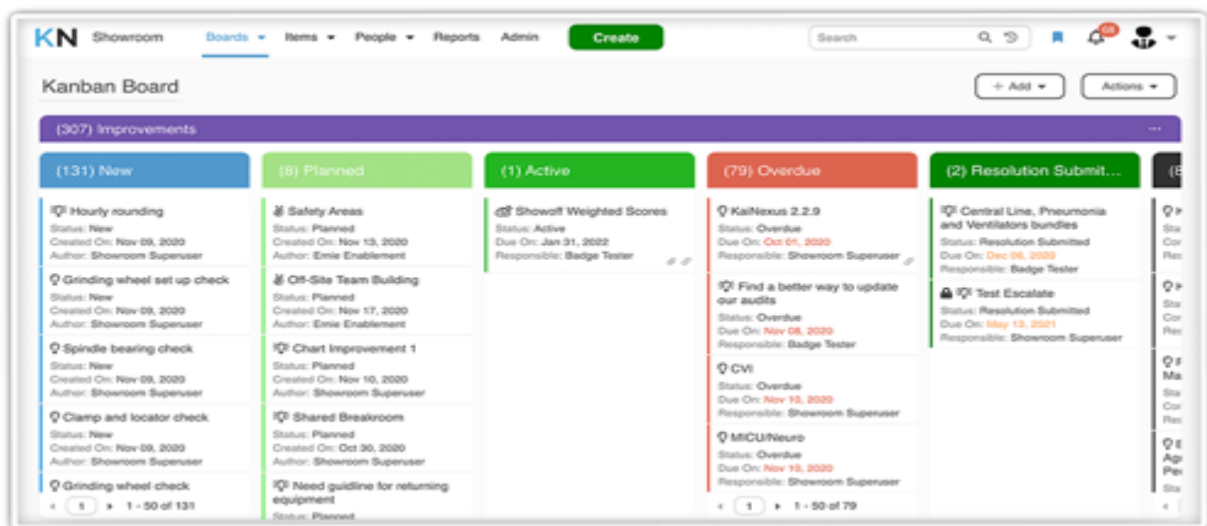 KN Showroom Boards Items People Reports Admin Create Search 68
Kanban Board + Add Actions
(307) Improvements ...
(131) New
Hourly rounding
Status: New
Created On: Nov 09, 2020
Author: Showroom Superuser
Grinding wheel set up check
Status: New
Created On: Nov 09, 2020
Author: Showroom Superuser
Spindle bearing check
Status: New
Created On: Nov 09, 2020
Author: Showroom Superuser
Clamp and locator check
Status: New
Created On: Nov 09, 2020
Author: Showroom Superuser
Grinding wheel check
1 1 - 50 of 131
(8) Planned
Safety Areas
Status: Planned
Created On: Nov 13, 2020
Author: Ernie Enablement
Off-Site Team Building
Status: Planned
Created On: Nov 17, 2020
Author: Ernie Enablement
Chart Improvement 1
Status: Planned
Created On: Nov 10, 2020
Author: Showroom Superuser
Shared Breakroom
Status: Planned
Created On: Oct 30, 2020
Author: Showroom Superuser
Need guidline for returning
equipment
Status: Planned
(1) Active
Showoff Weighted Scores
Status: Active
Due On: Jan 31, 2022
Responsible: Badge Tester
(79) Overdue
KaiNexus 2.2.9
Status: Overdue
Due On: Oct 01, 2020
Responsible: Showroom Superuser
Find a better way to update
our audits
Status: Overdue
Due On: Nov 08, 2020
Responsible: Badge Tester
CVI
Status: Overdue
Due On: Nov 10, 2020
Responsible: Showroom Superuser
MICU/Neuro
Status: Overdue
Due On: Nov 10, 2020
Responsible: Showroom Superuser
1 1 - 50 of 79
(2) Resolution Submit...
Central Line, Pneumonia
and Ventilators bundles
Status: Resolution Submitted
Due On: Dec 06, 2020
Responsible: Badge Tester
Test Escalate
Status: Resolution Submitted
Due On: May 13, 2021
Responsible: Showroom Superuser